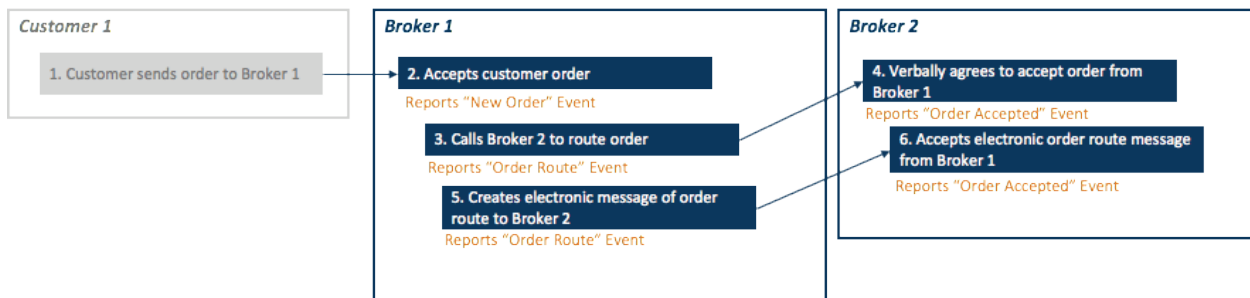 Customer 1
1. Customer sends order to Broker 1
Broker 1
2. Accepts customer order
Reports "New Order" Event
3. Calls Broker 2 to route order
Reports "Order Route" Event
5. Creates electronic message of order
route to Broker 2
Reports "Order Route" Event
Broker 2
4. Verbally agrees to accept order from
Broker 1
Reports "Order Accepted" Event
6. Accepts electronic order route message
from Broker 1
Reports "Order Accepted" Event